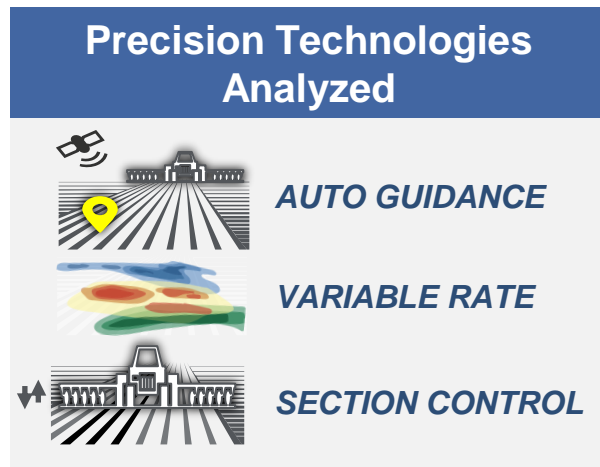 Precision Technologies
Analyzed
AUTO GUIDANCE
VARIABLE RATE
SECTION CONTROL